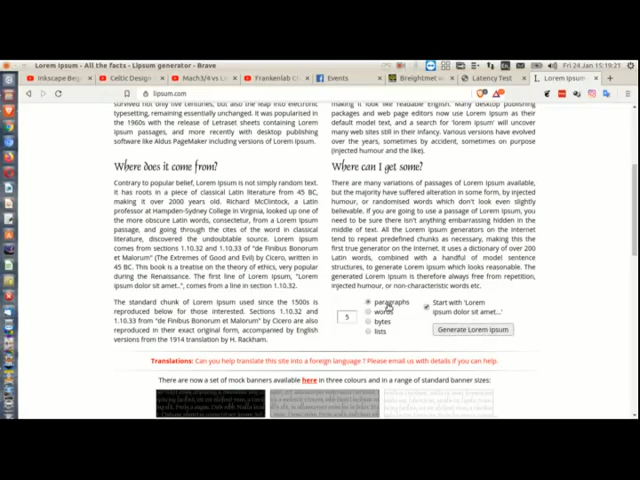 Lorem Ipsum - All the facts - Lipsum generator - Brave
Fri 24 Jan 15:19:21
Inkscape Beg
Celtic Design
Mach3/4 vs L
Frankenlab C
Events
Breightmet w
Latency Test
Lorem Ipsum
lipsum.com
survived not only five centuries, but also the leap into electronic
typesetting, remaining essentially unchanged. It was popularised in
the 1960s with the release of Letraset sheets containing Lorem
Ipsum passages, and more recently with desktop publishing
software like Aldus PageMaker including versions of Lorem Ipsum.
making it look like readable English. Many desktop publishing
packages and web page editors now use Lorem Ipsum as their
default model text, and a search for 'lorem ipsum' will uncover
many web sites still in their infancy. Various versions have evolved
over the years, sometimes by accident, sometimes on purpose
(injected humour and the like).
Where does it come from?
Contrary to popular belief, Lorem Ipsum is not simply random text.
It has roots in a piece of classical Latin literature from 45 BC,
making it over 2000 years old. Richard McClintock, a Latin
professor at Hampden-Sydney College in Virginia, looked up one of
the more obscure Latin words, consectetur, from a Lorem Ipsum
passage, and going through the cites of the word in classical
literature, discovered the undoubtable source. Lorem Ipsum
comes from sections 1.10.32 and 1.10.33 of "de Finibus Bonorum
et Malorum" (The Extremes of Good and Evil) by Cicero, written in
45 BC. This book is a treatise on the theory of ethics, very popular
during the Renaissance. The first line of Lorem Ipsum, "Lorem
ipsum dolor sit amet..", comes from a line in section 1.10.32.
The standard chunk of Lorem Ipsum used since the 1500s is
reproduced below for those interested. Sections 1.10.32 and
1.10.33 from "de Finibus Bonorum et Malorum" by Cicero are also
reproduced in their exact original form, accompanied by English
versions from the 1914 translation by H. Rackham.
Where can I get some?
There are many variations of passages of Lorem Ipsum available,
but the majority have suffered alteration in some form, by injected
humour, or randomised words which don't look even slightly
believable. If you are going to use a passage of Lorem Ipsum, you
need to be sure there isn't anything embarrassing hidden in the
middle of text. All the Lorem Ipsum generators on the Internet
tend to repeat predefined chunks as necessary, making this the
first true generator on the Internet. It uses a dictionary of over 200
Latin words, combined with a handful of model sentence
structures, to generate Lorem Ipsum which looks reasonable. The
generated Lorem Ipsum is therefore always free from repetition,
injected humour, or non-characteristic words etc.
5
paragraphs
words
bytes
lists
Start with 'Lorem
ipsum dolor sit amet...'
Generate Lorem Ipsum
Translations: Can you help translate this site into a foreign language ? Please email us with details if you can help.
There are now a set of mock banners available here in three colours and in a range of standard banner sizes: